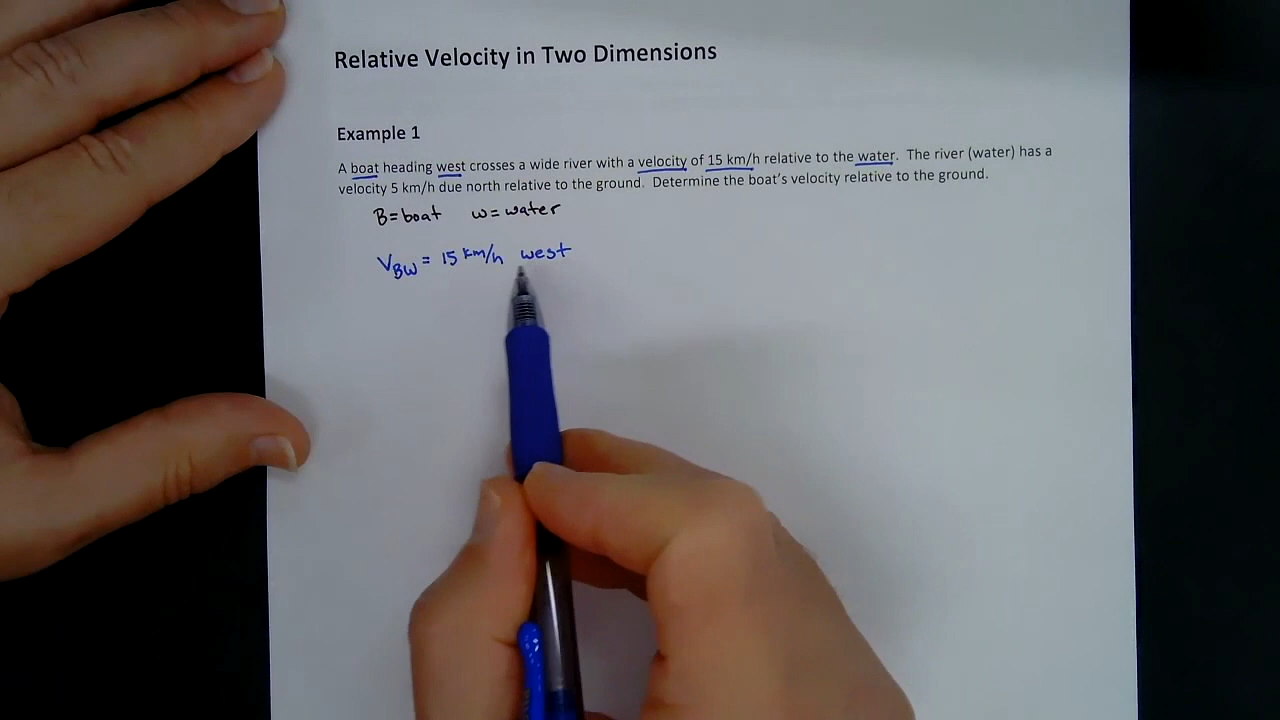 Relative Velocity in Two Dimensions
Example 1
A boat heading west crosses a wide river with a velocity of 15 km/h relative to the water. The river (water) has a
velocity 5 km/h due north relative to the ground. Determine the boat's velocity relative to the ground.
B=boat w=water
VBW = 15 km/h west